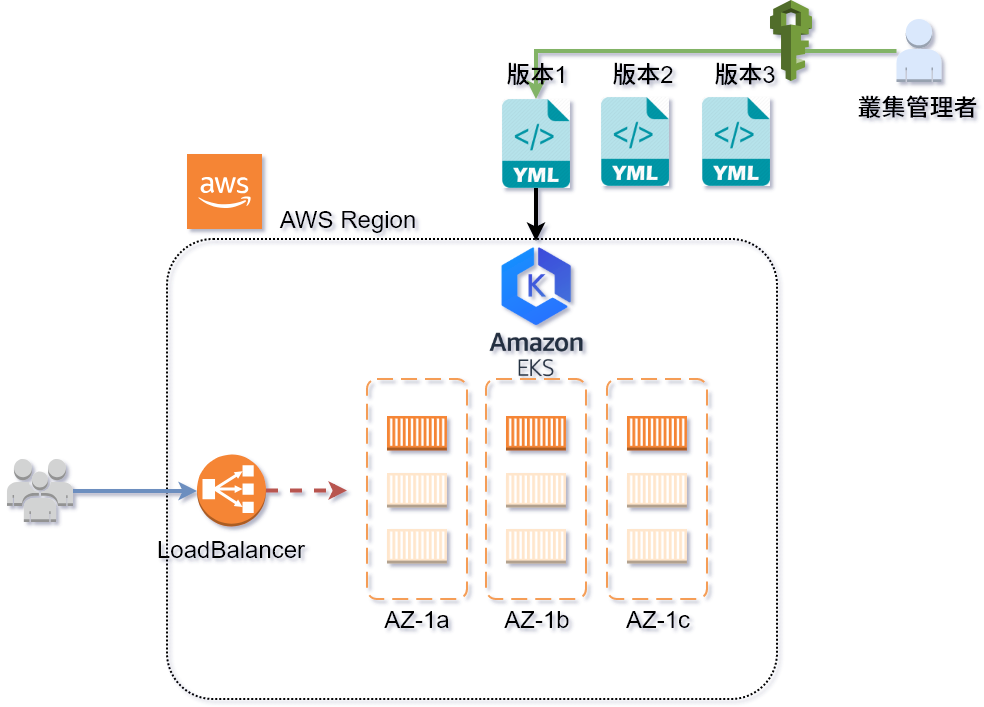 版本1
版本2
版本3
叢集管理者
</>
</>
</>
YML
YML
YML
aws
AWS Region
K
Amazon
EKS
LoadBalancer
AZ-1a
AZ-1b
AZ-1c